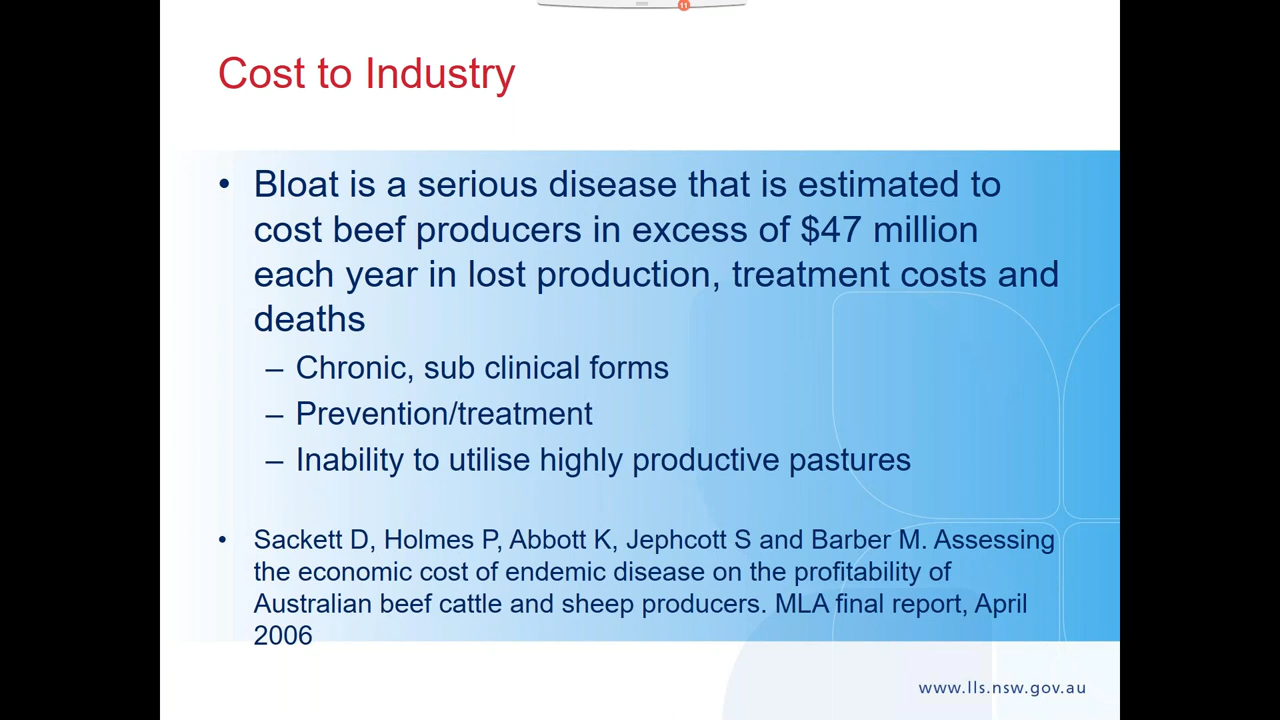 11
Cost to Industry
• Bloat is a serious disease that is estimated to
cost beef producers in excess of $47 million
each year in lost production, treatment costs and
deaths
– Chronic, sub clinical forms
– Prevention/treatment
– Inability to utilise highly productive pastures
• Sackett D, Holmes P, Abbott K, Jephcott S and Barber M. Assessing
the economic cost of endemic disease on the profitability of
Australian beef cattle and sheep producers. MLA final report, April
2006
www.lls.nsw.gov.au